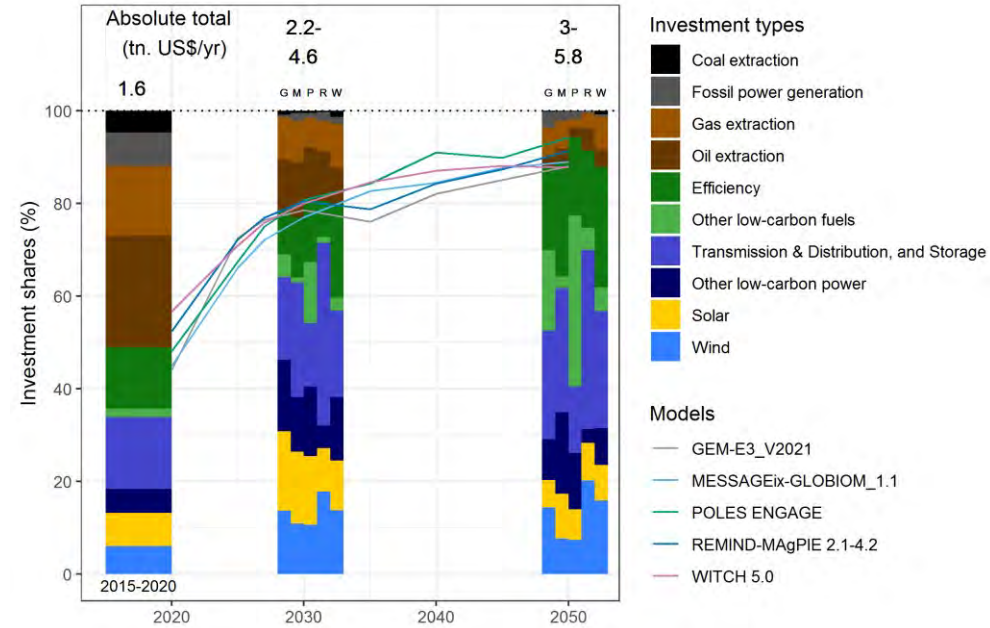 Absolute total
(tn. US$/yr)
1.6
2.2-
4.6
3-
5.8
G M P R W
G M P R W
Investment shares (%)
100
80
60
40
20
0
2015-2020
2020
2030
2040
2050
Investment types
Coal extraction
Fossil power generation
Gas extraction
Oil extraction
Efficiency
Other low-carbon fuels
Transmission & Distribution, and Storage
Other low-carbon power
Solar
Wind
Models
GEM-E3_V2021
MESSAGEix-GLOBIOM_1.1
POLES ENGAGE
REMIND-MAgPIE 2.1-4.2
WITCH 5.0